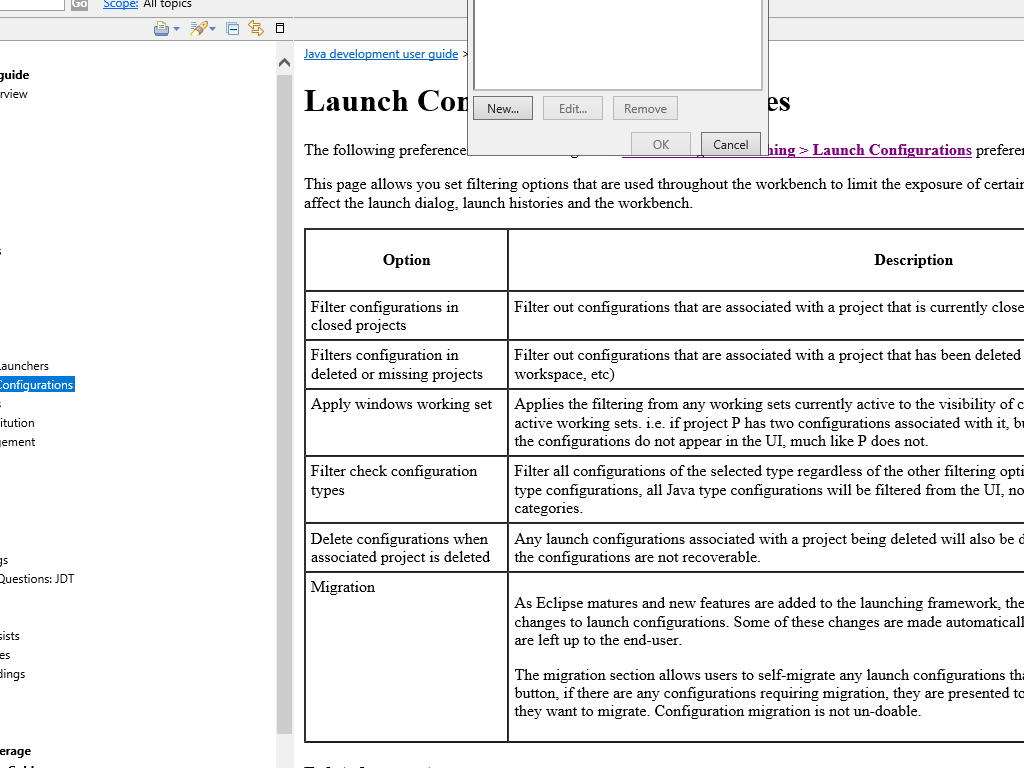 Go Scope: All topics
guide
rview
s
Launchers
Configurations
s
itution
gement
gs
Questions: JDT
sists
es
dings
erage
Java development user guide >
Launch Con es
New... Edit... Remove
OK Cancel
The following preference hing > Launch Configurations prefere
This page allows you set filtering options that are used throughout the workbench to limit the exposure of certain
affect the launch dialog, launch histories and the workbench.
Option Description
Filter configurations in
closed projects
Filter out configurations that are associated with a project that is currently close
Filters configuration in
deleted or missing projects
Filter out configurations that are associated with a project that has been deleted
workspace, etc)
Apply windows working set
Applies the filtering from any working sets currently active to the visibility of c
active working sets. i.e. if project P has two configurations associated with it, bu
the configurations do not appear in the UI, much like P does not.
Filter check configuration
types
Filter all configurations of the selected type regardless of the other filtering opti
type configurations, all Java type configurations will be filtered from the UI, no
categories.
Delete configurations when
associated project is deleted
Any launch configurations associated with a project being deleted will also be d
the configurations are not recoverable.
Migration
As Eclipse matures and new features are added to the launching framework, the
changes to launch configurations. Some of these changes are made automaticall
are left up to the end-user.
The migration section allows users to self-migrate any launch configurations tha
button, if there are any configurations requiring migration, they are presented to
they want to migrate. Configuration migration is not un-doable.